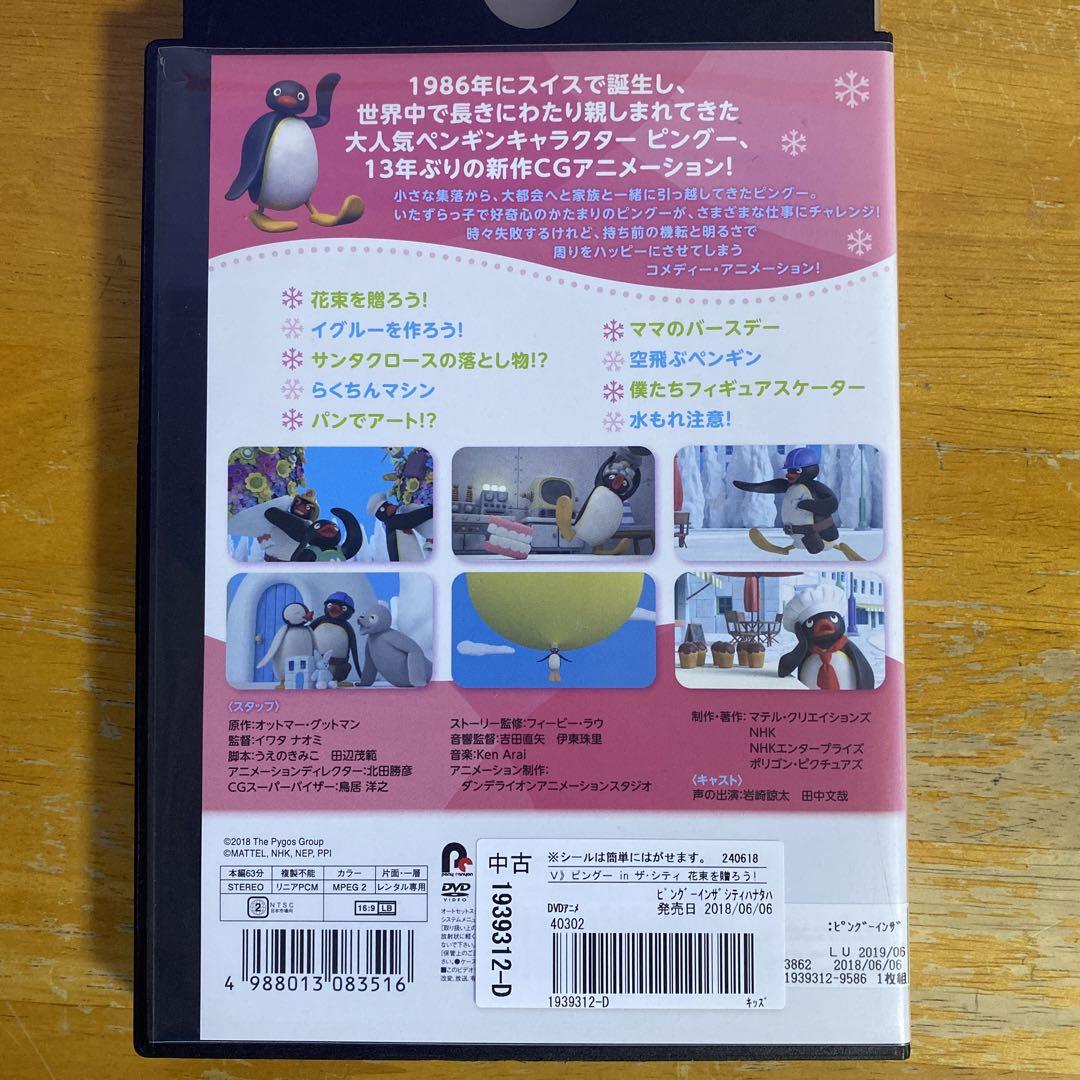 1986年にスイスで誕生し、
世界中で長きにわたり親しまれてきた
大人気ペンギンキャラクター ピングー、
13年ぶりの新作CGアニメーション!
小さな集落から、大都会へと家族と一緒に引っ越してきたピングー。
いたずらっ子で好奇心のかたまりのピングーが、さまざまな仕事にチャレンジ!
時々失敗するけれど、持ち前の機転と明るさで
周りをハッピーにさせてしまう
コメディー・アニメーション!
花束を贈ろう!
イグルーを作ろう!
サンタクロースの落とし物!?
らくちんマシン
パンでアート!?
ママのバースデー
空飛ぶペンギン
僕たちフィギュアスケーター
水もれ注意!
〈スタッフ〉
原作:オットマー・グットマン
監督:イワタ ナオミ
脚本:うえのきみこ 田辺茂範
アニメーションディレクター:北田勝彦
CGスーパーバイザー:鳥居 洋之
ストーリー監修:フィービー・ラウ
音響監督:吉田直矢 伊東珠里
音楽:Ken Arai
アニメーション制作:
ダンデライオンアニメーションスタジオ
制作・著作: マテル・クリエイションズ
NHK
NHKエンタープライズ
ポリゴン・ピクチュアズ
〈キャスト〉
声の出演:岩崎諒太 田中文哉
©2018 The Pygos Group
©MATTEL, NHK, NEP, PPI
本編63分 複製不能 カラー 片面・一層
STEREO リニアPCM MPEG 2 レンタル専用
2 NTSC 日本市場向 16:9 LB
pony canyon
DVD VIDEO
4 988013 083516
中古 1939312-D
※シールは簡単にはがせます。 240618
V》ピングー in ザ・シティ 花束を贈ろう!
ピングーインザシティハナタハ
DVDアニメ 発売日 2018/06/06
40302
1939312-D キッズ
:ピングーインザ
LU 2019/06
3862 2018/06/06
1939312-9586 1枚組